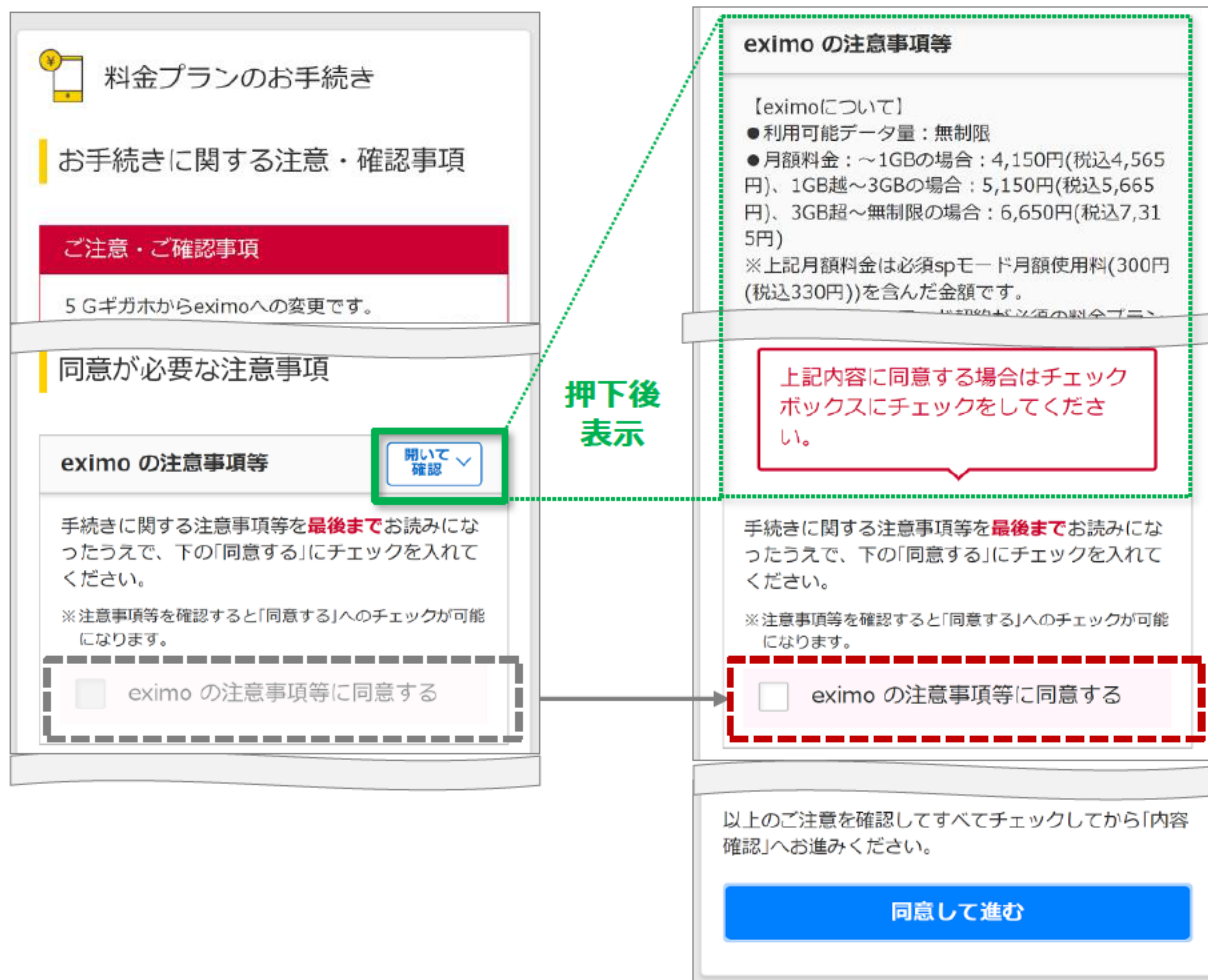 料金プランのお手続き
お手続きに関する注意・確認事項
ご注意・ご確認事項
5 Gギガホからeximoへの変更です。
同意が必要な注意事項
eximo の注意事項等
開いて
確認
手続きに関する注意事項等を最後までお読みにな
ったうえで、下の「同意する」にチェックを入れて
ください。
※注意事項等を確認すると「同意する」へのチェックが可能
になります。
eximo の注意事項等に同意する
押下後
表示
eximo の注意事項等
【eximoについて】
●利用可能データ量：無制限
●月額料金：～1GBの場合：4,150円(税込4,565
円)、1GB越～3GBの場合：5,150円(税込5,665
円)、3GB超～無制限の場合：6,650円(税込7,31
5円)
※上記月額料金は必須spモード月額使用料(300円
(税込330円))を含んだ金額です。
ド契約が必須の料金プラン
上記内容に同意する場合はチェック
ボックスにチェックをしてくださ
い。
手続きに関する注意事項等を最後までお読みにな
ったうえで、下の「同意する」にチェックを入れて
ください。
※注意事項等を確認すると「同意する」へのチェックが可能
になります。
eximo の注意事項等に同意する
以上のご注意を確認してすべてチェックしてから「内容
確認」へお進みください。
同意して進む